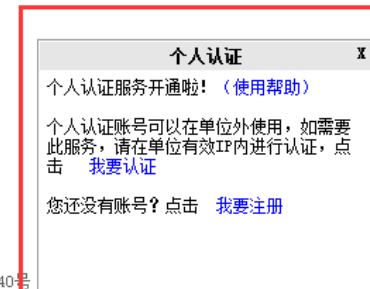 个人认证 X
个人认证服务开通啦！（使用帮助）
个人认证账号可以在单位外使用，如需要
此服务，请在单位有效IP内进行认证，点
击 我要认证
您还没有账号？点击 我要注册
40号